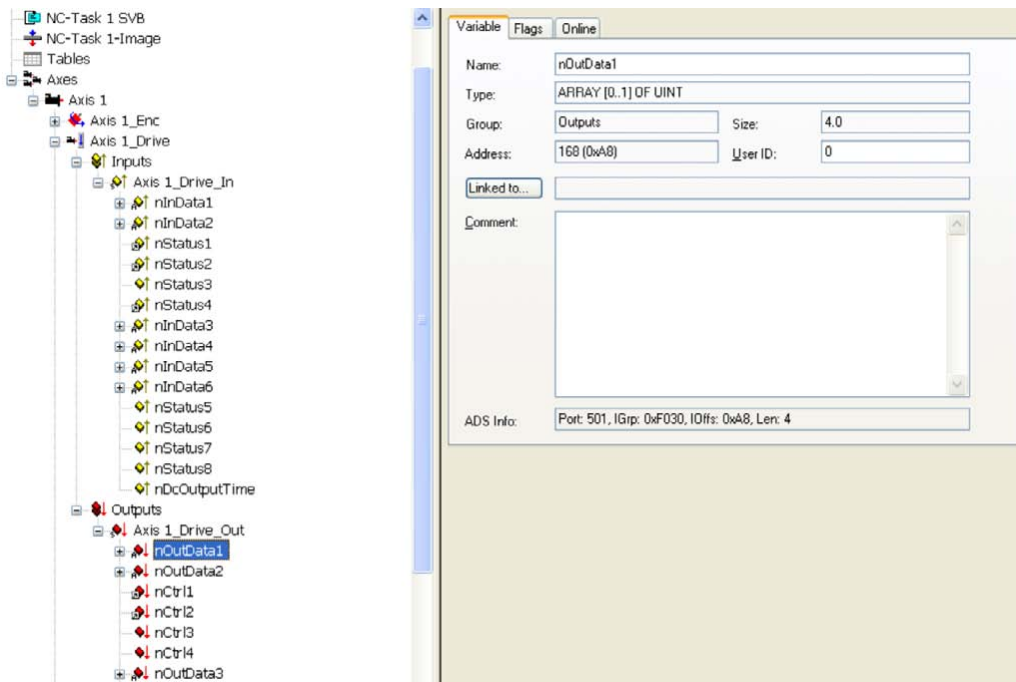 NC-Task 1 SVB
NC-Task 1-Image
Tables
Axes
Axis 1
Axis 1_Enc
Axis 1_Drive
Inputs
Axis 1_Drive_In
nInData1
nInData2
nStatus1
nStatus2
nStatus3
nStatus4
nInData3
nInData4
nInData5
nInData6
nStatus5
nStatus6
nStatus7
nStatus8
nDcOutputTime
Outputs
Axis 1_Drive_Out
nOutData1
nOutData2
nCtrl1
nCtrl2
nCtrl3
nCtrl4
nOutData3
Variable Flags Online
Name: nOutData1
Type: ARRAY [0..1] OF UINT
Group: Outputs Size: 4.0
Address: 168 (0xA8) User ID: 0
Linked to...
Comment:
ADS Info: Port: 501, IGrp: 0xF030, IOffs: 0xA8, Len: 4